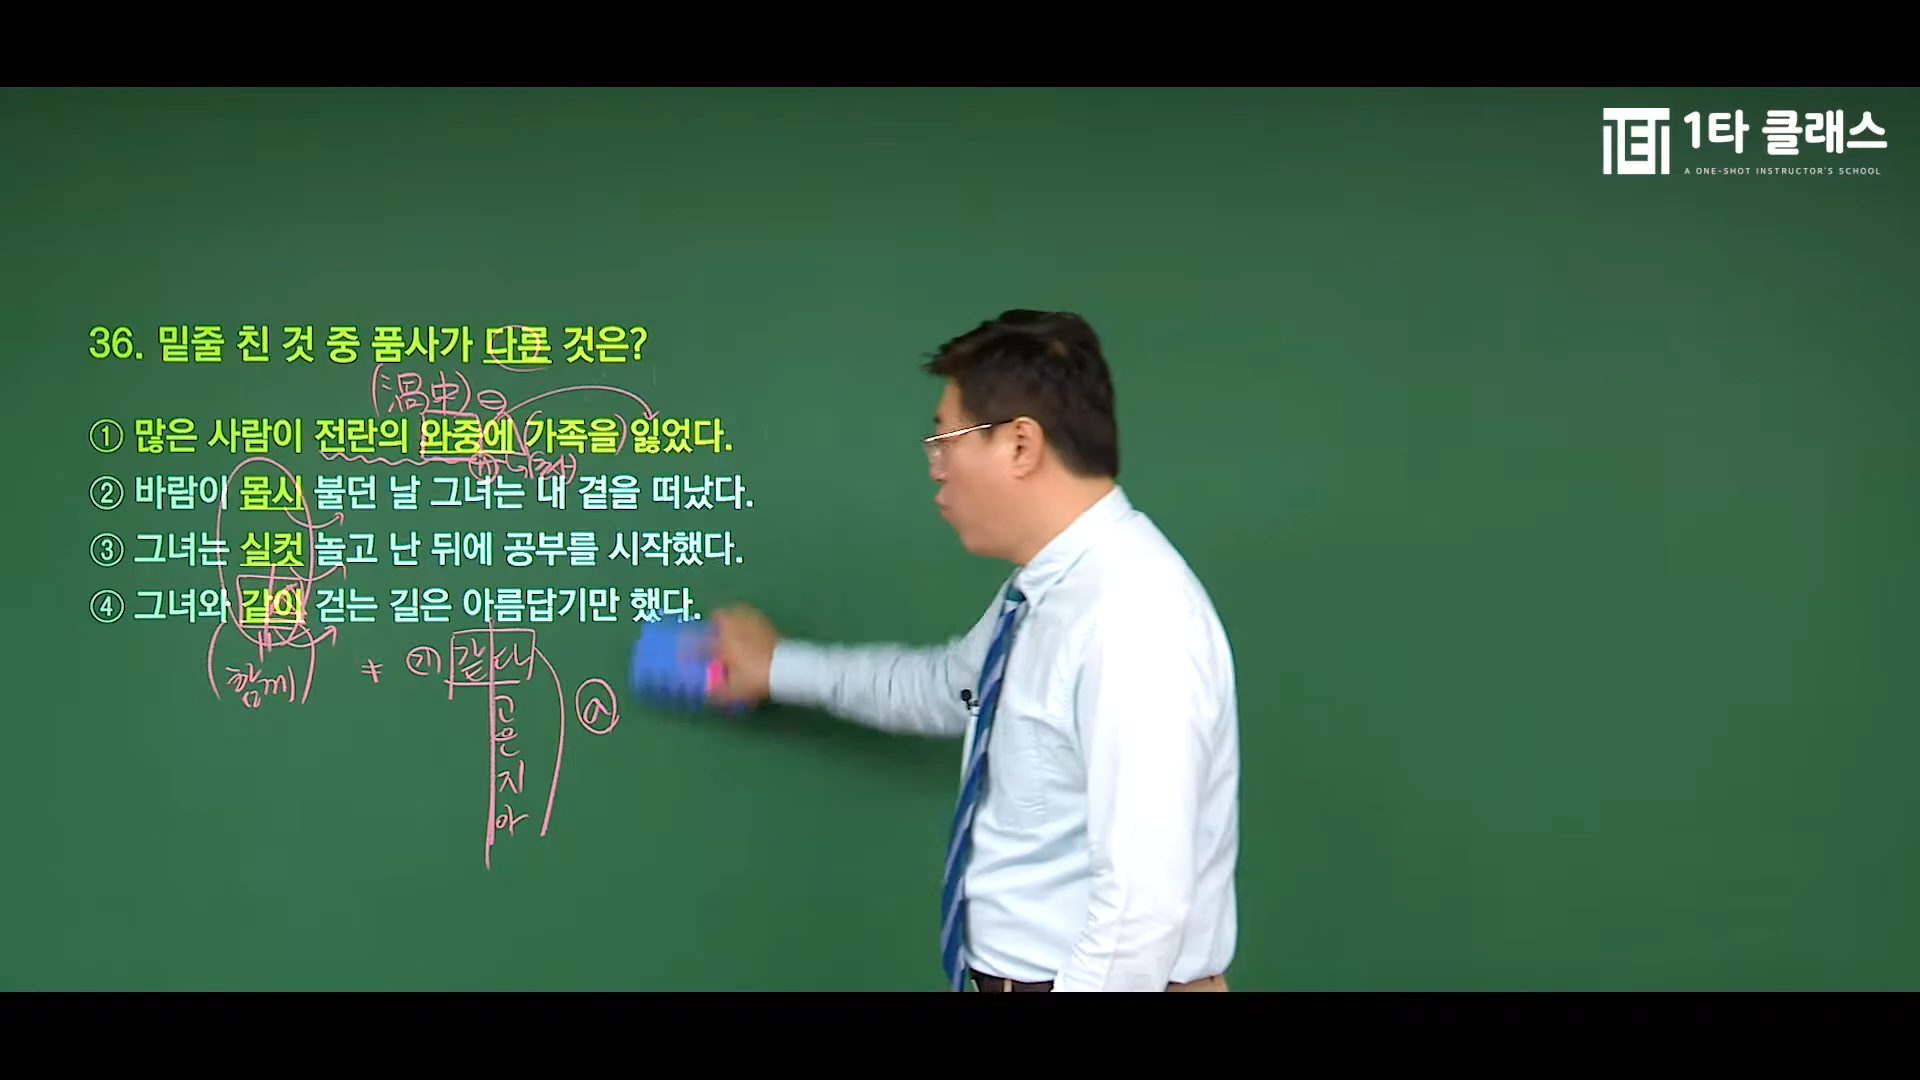 1타 클래스
A ONE-SHOT INSTRUCTOR'S SCHOOL
36. 밑줄 친 것 중 품사가 다른 것은?
(渦中)
① 많은 사람이 전란의 와중에 가족을 잃었다.
② 바람이 몹시 불던 날 그녀는 내 곁을 떠났다.
③ 그녀는 실컷 놀고 난 뒤에 공부를 시작했다.
④ 그녀와 같이 걷는 길은 아름답기만 했다.
(함께) ≠ 같다
고
은
지
아
a